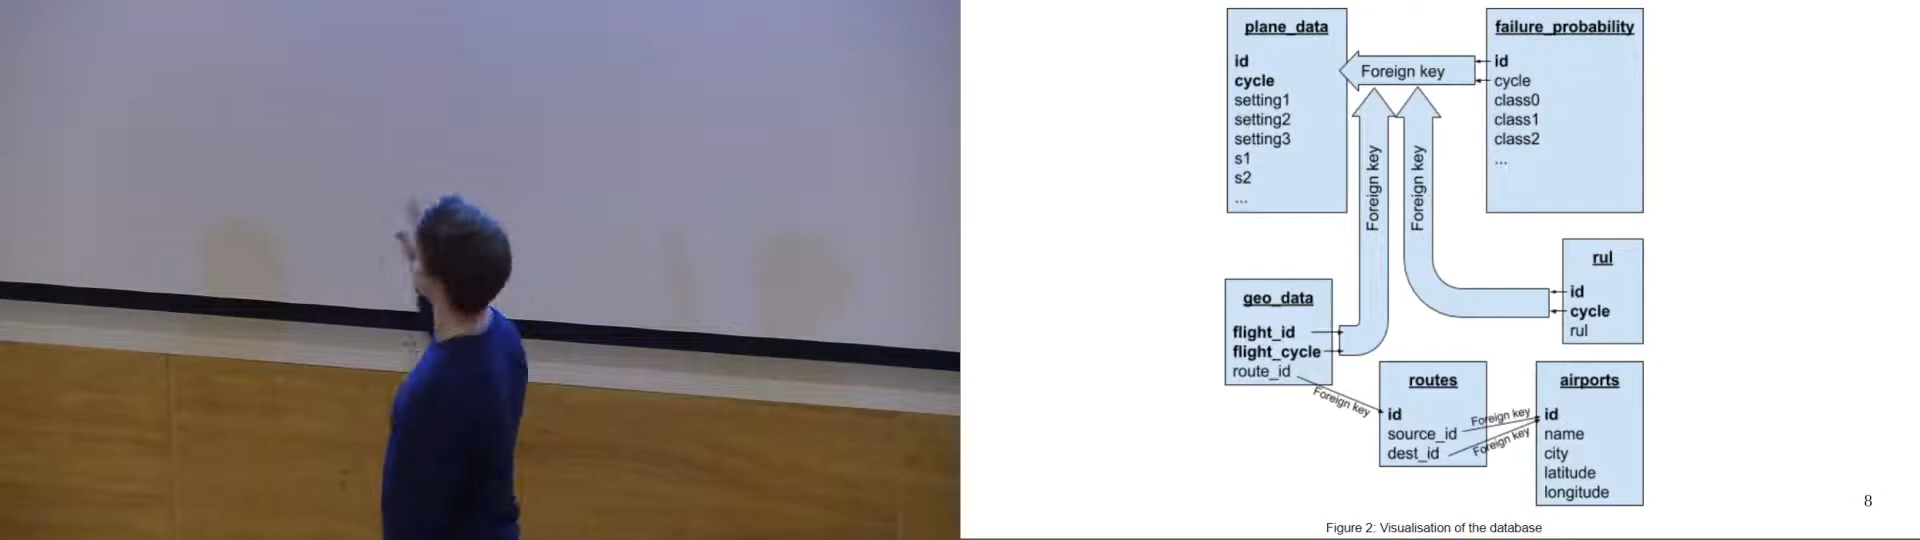 plane_data
id
cycle
setting1
setting2
setting3
s1
s2
...
Foreign key
failure_probability
id
cycle
class0
class1
class2
...
Foreign key
Foreign key
rul
id
cycle
rul
geo_data
flight_id
flight_cycle
route_id
Foreign key
routes
id
source_id
dest_id
Foreign key
Foreign key
airports
id
name
city
latitude
longitude
8
Figure 2: Visualisation of the database